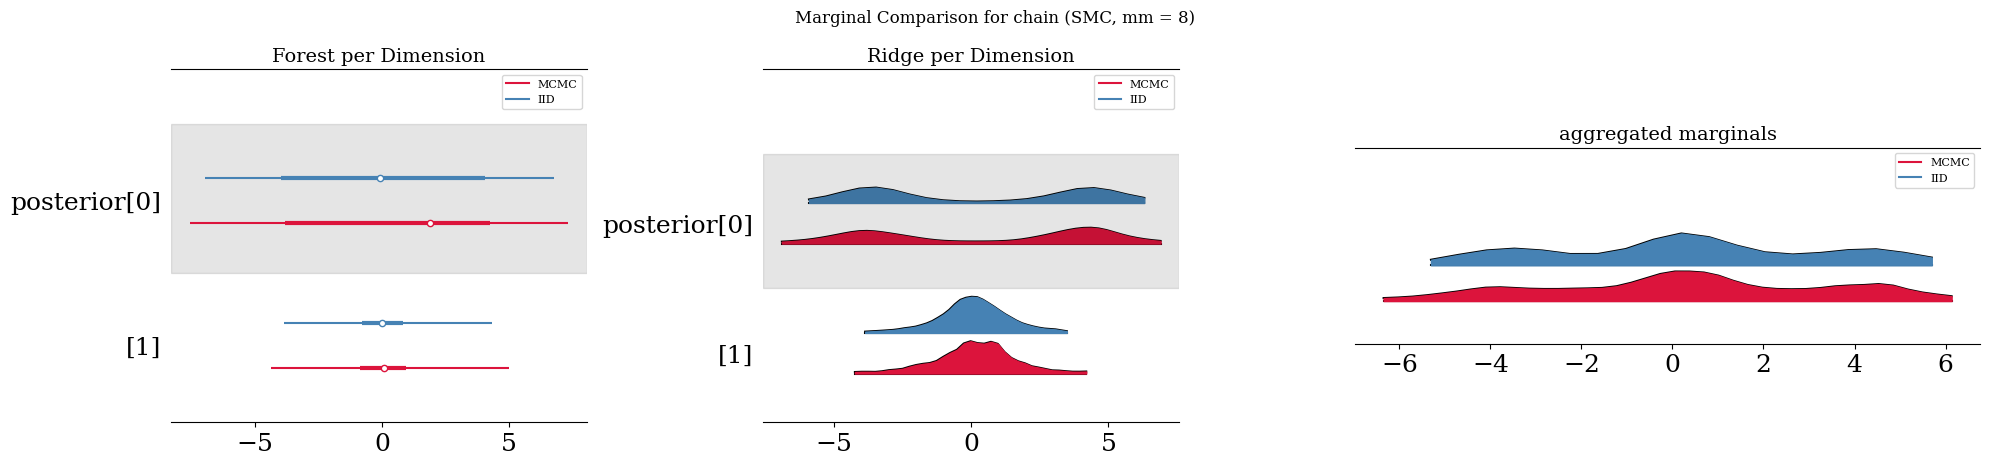 Marginal Comparison for chain (SMC, mm = 8)
Forest per Dimension
MCMC
IID
posterior[0]
[1]
−5 0 5
Ridge per Dimension
MCMC
IID
posterior[0]
[1]
−5 0 5
aggregated marginals
MCMC
IID
−6 −4 −2 0 2 4 6